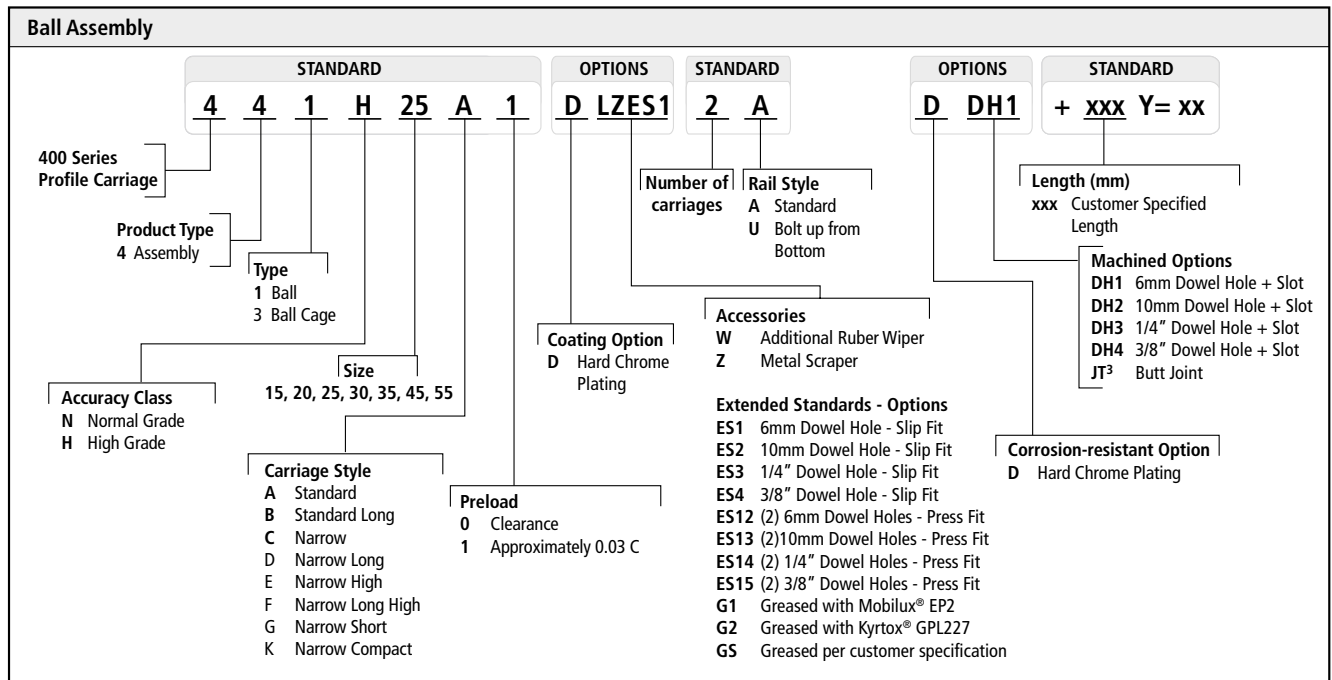 Ball Assembly
STANDARD
OPTIONS
STANDARD
OPTIONS
STANDARD
4 4 1 H 25 A 1
D LZES1
2 A
D DH1
+ xxx Y= xx
400 Series
Profile Carriage
Product Type
4 Assembly
Type
1 Ball
3 Ball Cage
Accuracy Class
N Normal Grade
H High Grade
Size
15, 20, 25, 30, 35, 45, 55
Carriage Style
A Standard
B Standard Long
C Narrow
D Narrow Long
E Narrow High
F Narrow Long High
G Narrow Short
K Narrow Compact
Preload
0 Clearance
1 Approximately 0.03 C
Coating Option
D Hard Chrome
Plating
Number of
carriages
Rail Style
A Standard
U Bolt up from
Bottom
Accessories
W Additional Ruber Wiper
Z Metal Scraper
Extended Standards - Options
ES1 6mm Dowel Hole - Slip Fit
ES2 10mm Dowel Hole - Slip Fit
ES3 1/4" Dowel Hole - Slip Fit
ES4 3/8" Dowel Hole - Slip Fit
ES12 (2) 6mm Dowel Holes - Press Fit
ES13 (2)10mm Dowel Holes - Press Fit
ES14 (2) 1/4" Dowel Holes - Press Fit
ES15 (2) 3/8" Dowel Holes - Press Fit
G1 Greased with Mobilux® EP2
G2 Greased with Kyrtox® GPL227
GS Greased per customer specification
Length (mm)
xxx Customer Specified
Length
Machined Options
DH1 6mm Dowel Hole + Slot
DH2 10mm Dowel Hole + Slot
DH3 1/4" Dowel Hole + Slot
DH4 3/8" Dowel Hole + Slot
JT³ Butt Joint
Corrosion-resistant Option
D Hard Chrome Plating